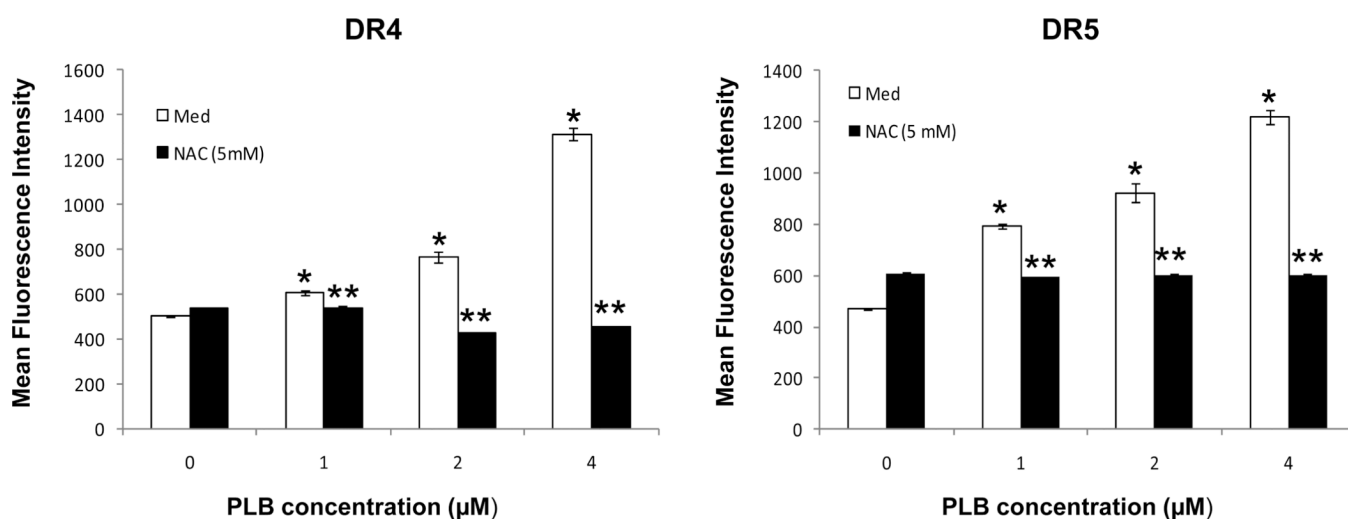 DR4
Mean Fluorescence Intensity
1600
1400
1200
1000
800
600
400
200
0
Med
NAC (5mM)
*
**
*
**
*
**
0 1 2 4
PLB concentration (µM)
DR5
Mean Fluorescence Intensity
1400
1200
1000
800
600
400
200
0
Med
NAC (5 mM)
*
**
*
**
*
**
0 1 2 4
PLB concentration (µM)